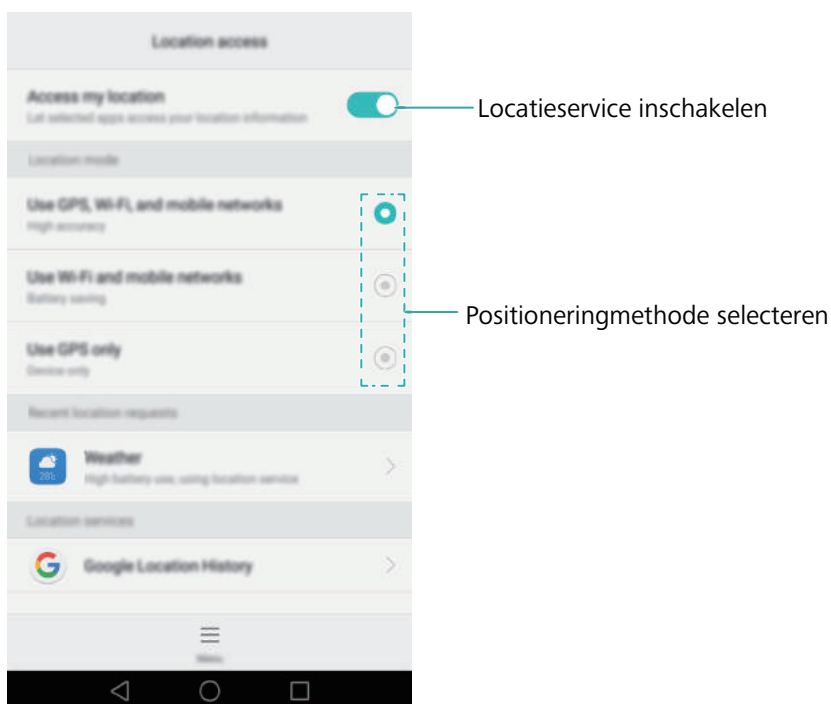 Location access
Access my location
Locatieservice inschakelen
Let selected apps access your location information
Location mode
Use GPS, Wi-Fi, and mobile networks
High accuracy
Use Wi-Fi and mobile networks
Battery saving
Positioneringmethode selecteren
Use GPS only
Device only
Recent location requests
Weather
28°c
High battery use, using location service
Location services
G
Google Location History
Menu